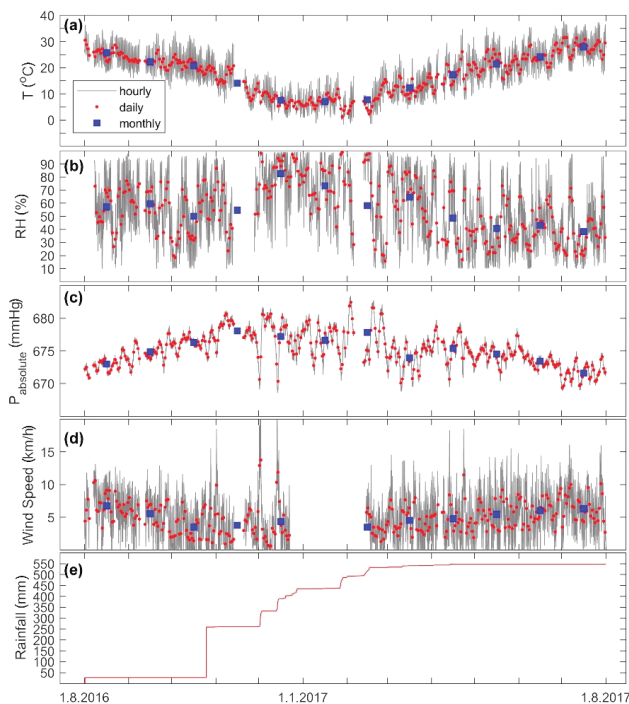 (a)
40
30
20
10
0
T (°C)
hourly
daily
monthly
(b)
90
80
70
60
50
40
30
20
10
RH (%)
(c)
680
675
670
Pabsolute (mmHg)
(d)
15
10
5
Wind Speed (km/h)
(e)
550
500
450
400
350
300
250
200
150
100
50
Rainfall (mm)
1.8.2016 1.1.2017 1.8.2017